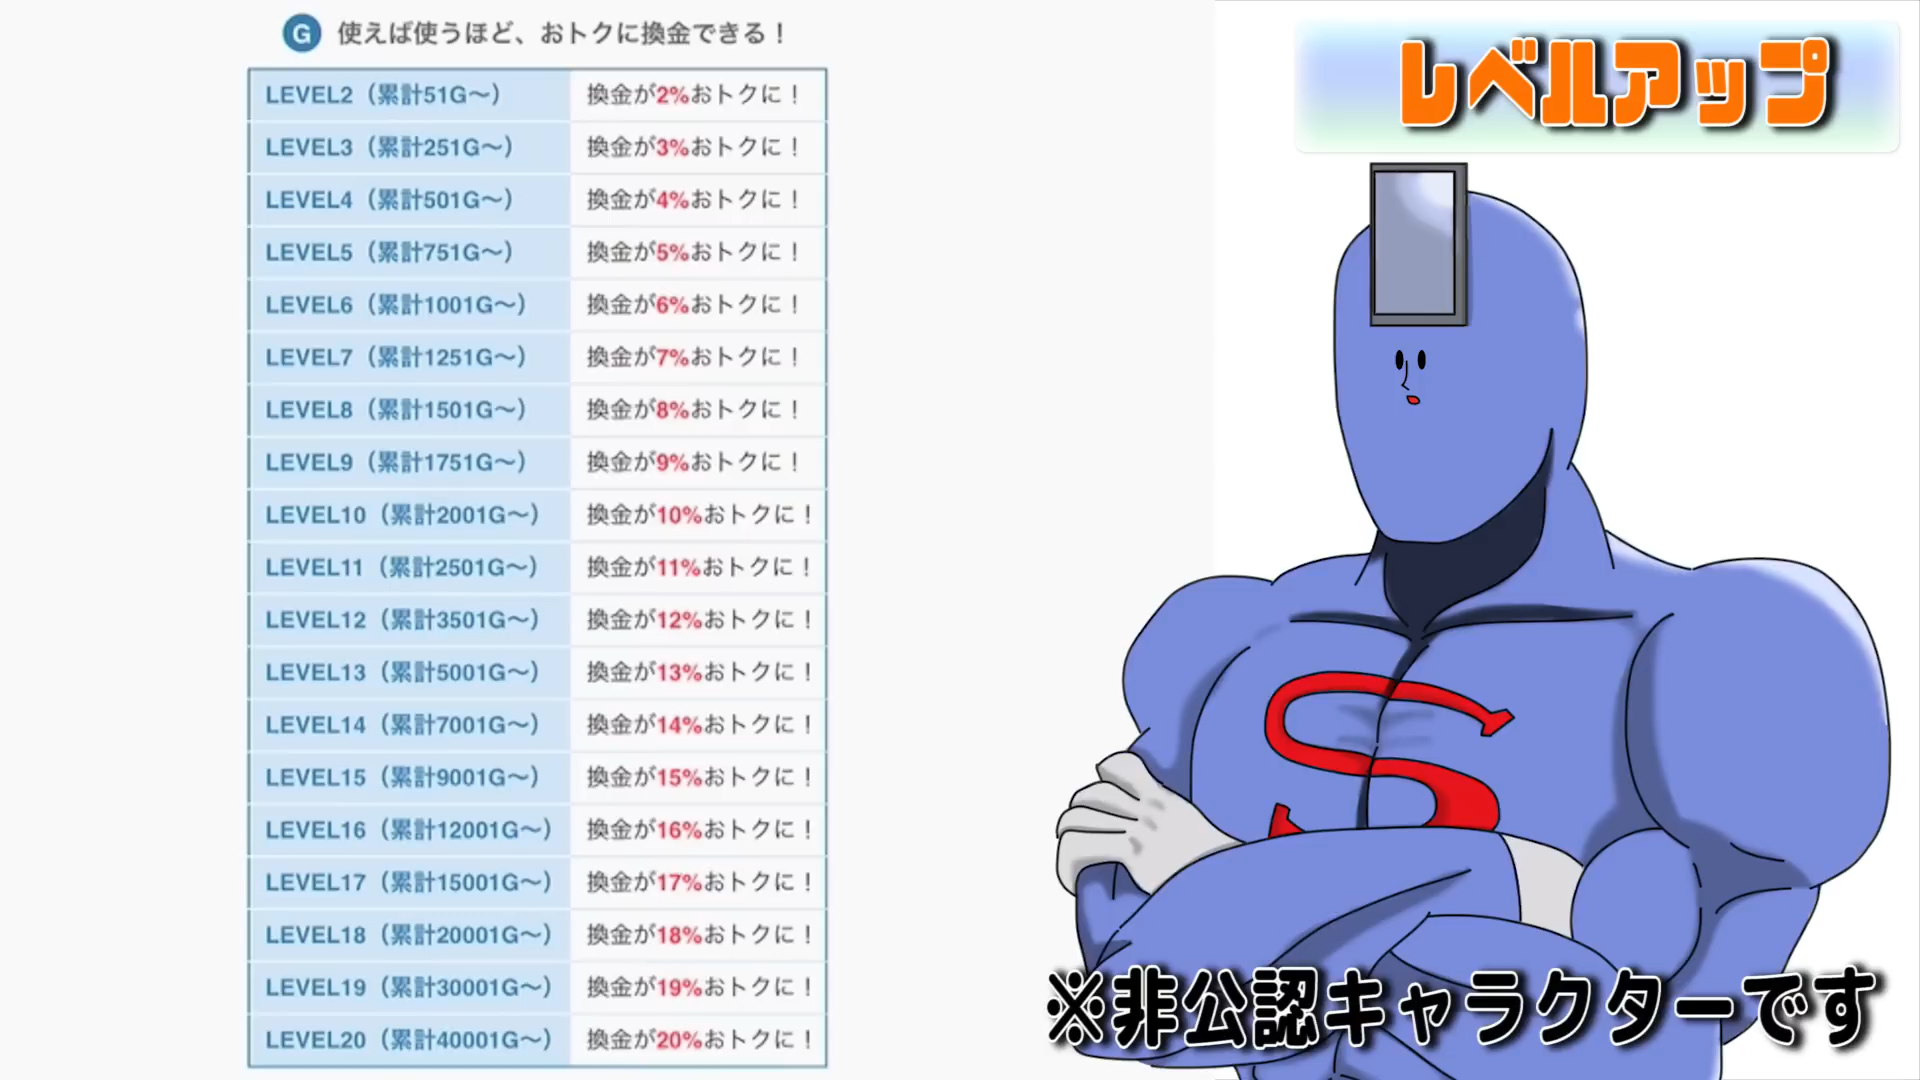 G 使えば使うほど、おトクに換金できる！
LEVEL2（累計51G〜） 換金が2%おトクに！
LEVEL3（累計251G〜） 換金が3%おトクに！
LEVEL4（累計501G〜） 換金が4%おトクに！
LEVEL5（累計751G〜） 換金が5%おトクに！
LEVEL6（累計1001G〜） 換金が6%おトクに！
LEVEL7（累計1251G〜） 換金が7%おトクに！
LEVEL8（累計1501G〜） 換金が8%おトクに！
LEVEL9（累計1751G〜） 換金が9%おトクに！
LEVEL10（累計2001G〜） 換金が10%おトクに！
LEVEL11（累計2501G〜） 換金が11%おトクに！
LEVEL12（累計3501G〜） 換金が12%おトクに！
LEVEL13（累計5001G〜） 換金が13%おトクに！
LEVEL14（累計7001G〜） 換金が14%おトクに！
LEVEL15（累計9001G〜） 換金が15%おトクに！
LEVEL16（累計12001G〜） 換金が16%おトクに！
LEVEL17（累計15001G〜） 換金が17%おトクに！
LEVEL18（累計20001G〜） 換金が18%おトクに！
LEVEL19（累計30001G〜） 換金が19%おトクに！
LEVEL20（累計40001G〜） 換金が20%おトクに！
レベルアップ
S
※非公認キャラクターです